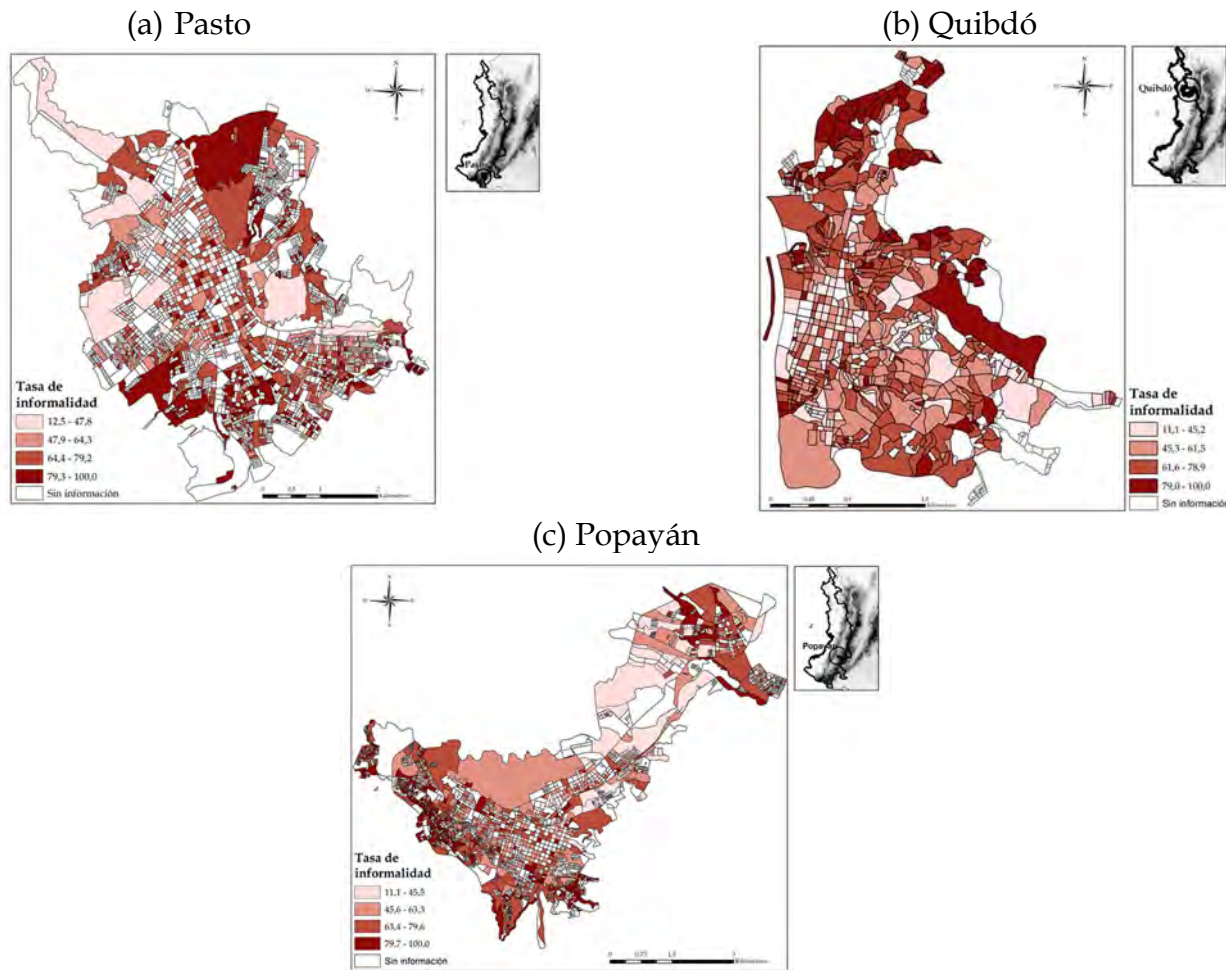 (a) Pasto
(b) Quibdó
N
W
E
S
Pasto
Tasa de
informalidad
12,5 - 47,8
47,9 - 64,3
64,4 - 79,2
79,3 - 100,0
Sin información
N
W
E
S
Quibdó
Tasa de
informalidad
11,1 - 45,2
45,3 - 61,5
61,6 - 78,9
79,0 - 100,0
Sin información
(c) Popayán
N
W
E
S
Popayán
Tasa de
informalidad
11,1 - 45,5
45,6 - 63,3
63,4 - 79,6
79,7 - 100,0
Sin información